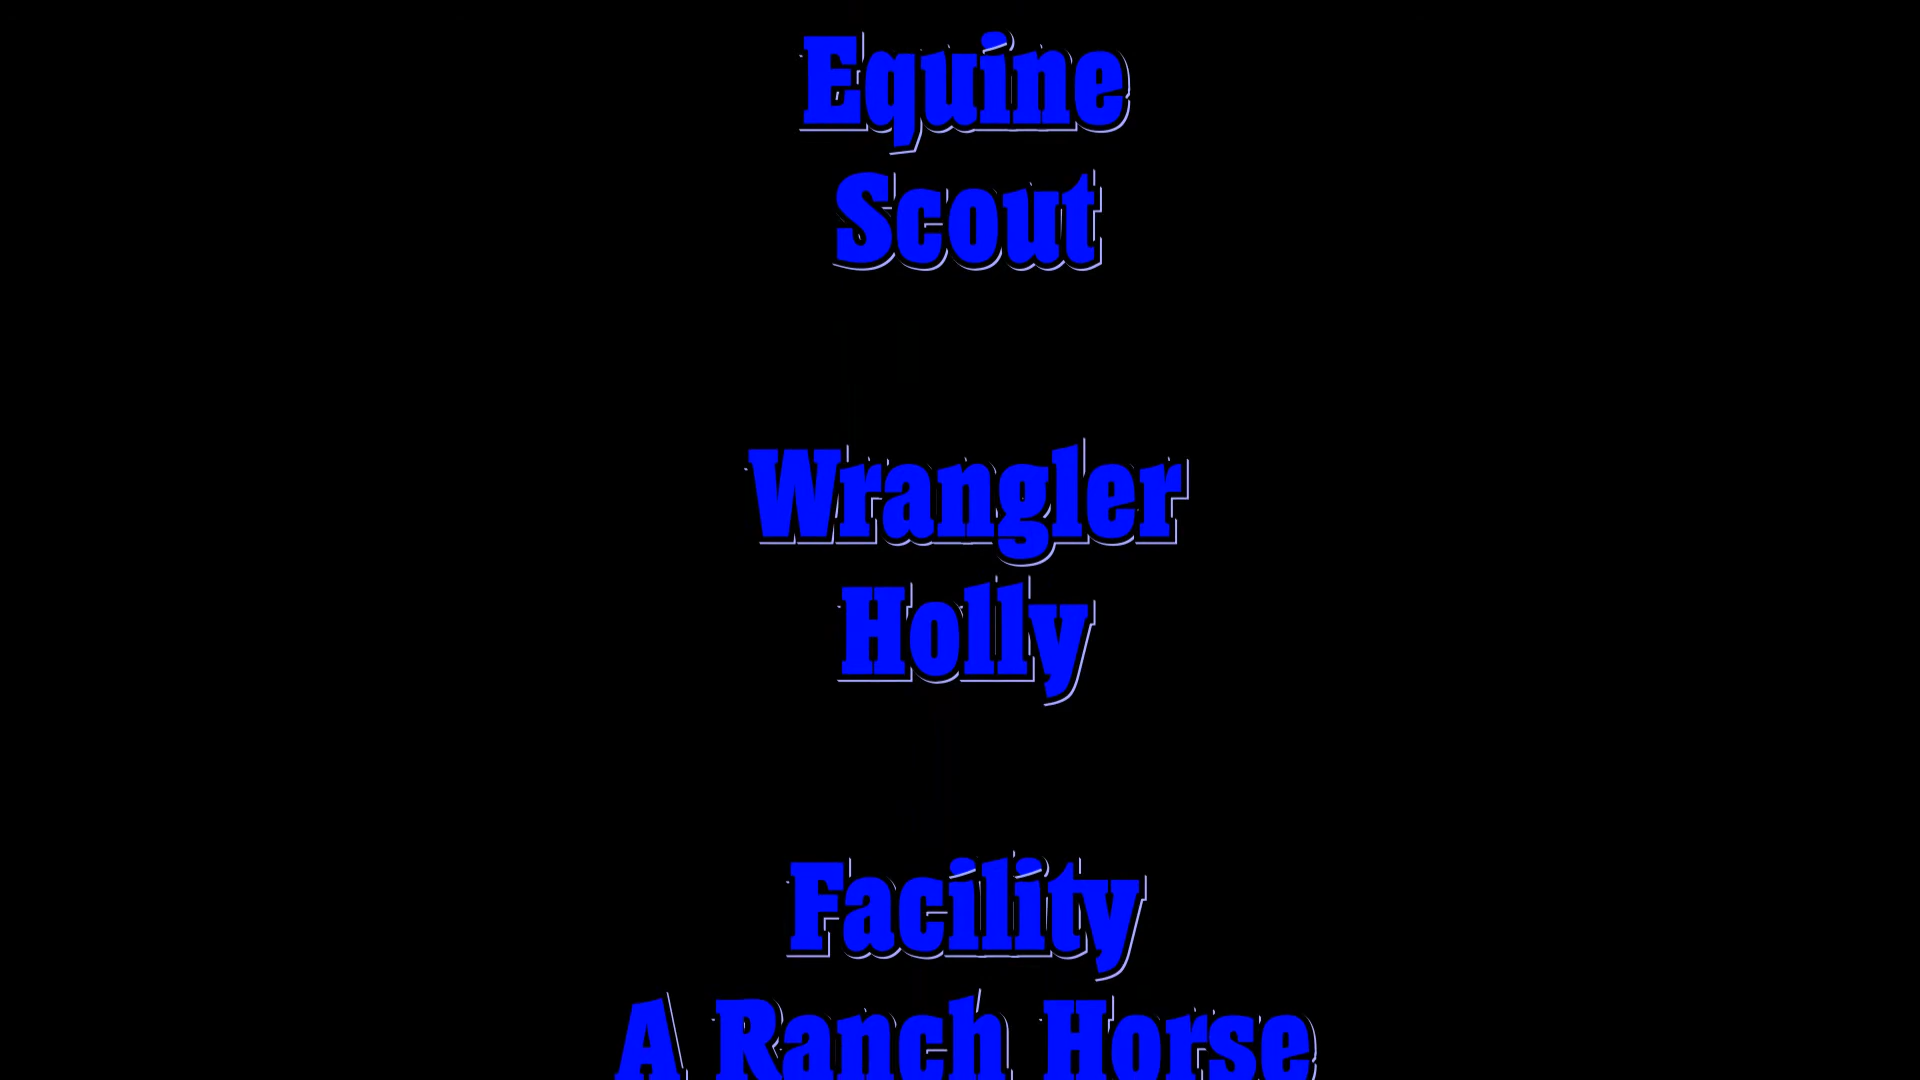 Equine
Scout
Wrangler
Holly
Facility
A Ranch Horse